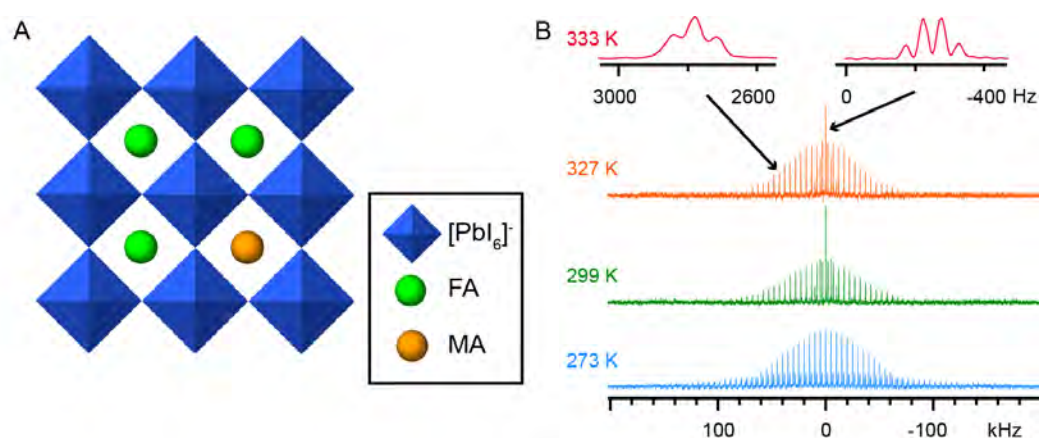 A
[PbI₆]⁻
FA
MA
B
333 K
3000 2600 0 -400 Hz
327 K
299 K
273 K
100 0 -100 kHz